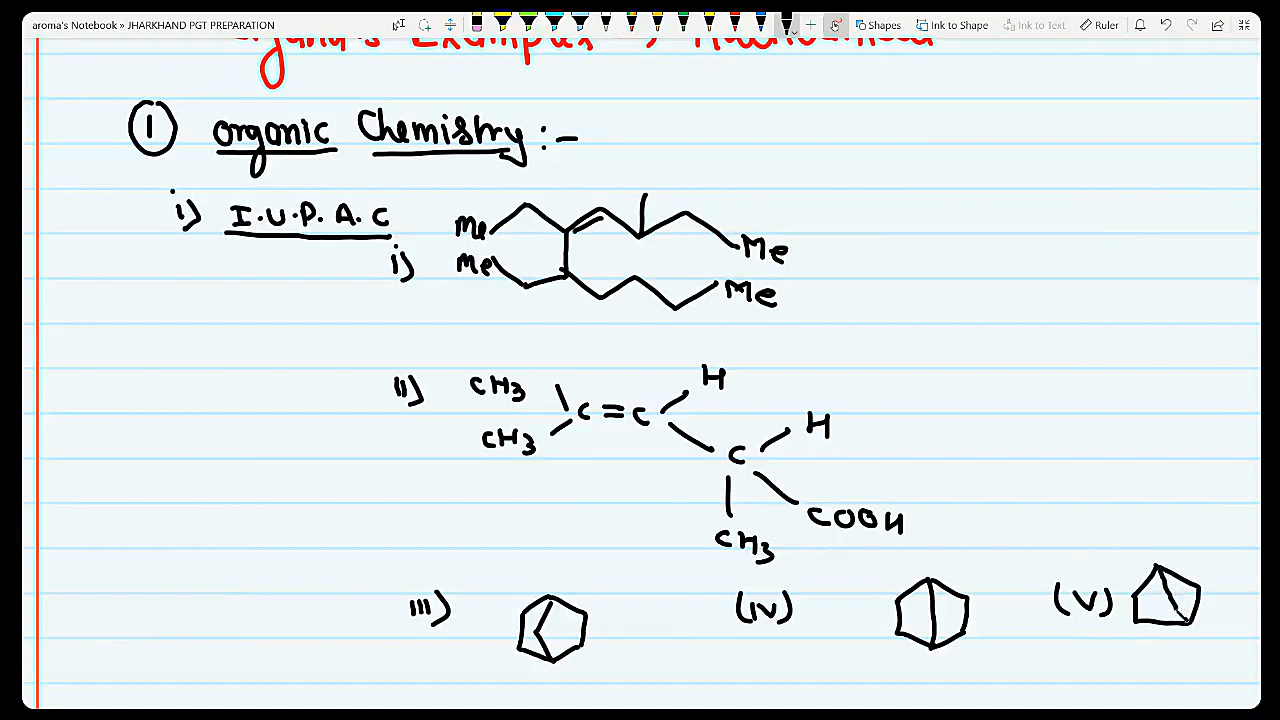 aroma's Notebook » JHARKHAND PGT PREPARATION
Shapes Ink to Shape Ink to Text Ruler
① organic Chemistry:-
i) I.U.P.A.C
i) Me Me
Me Me
ii) CH3 C=C H
CH3 C H
COOH
CH3
iii) (iv) (v)